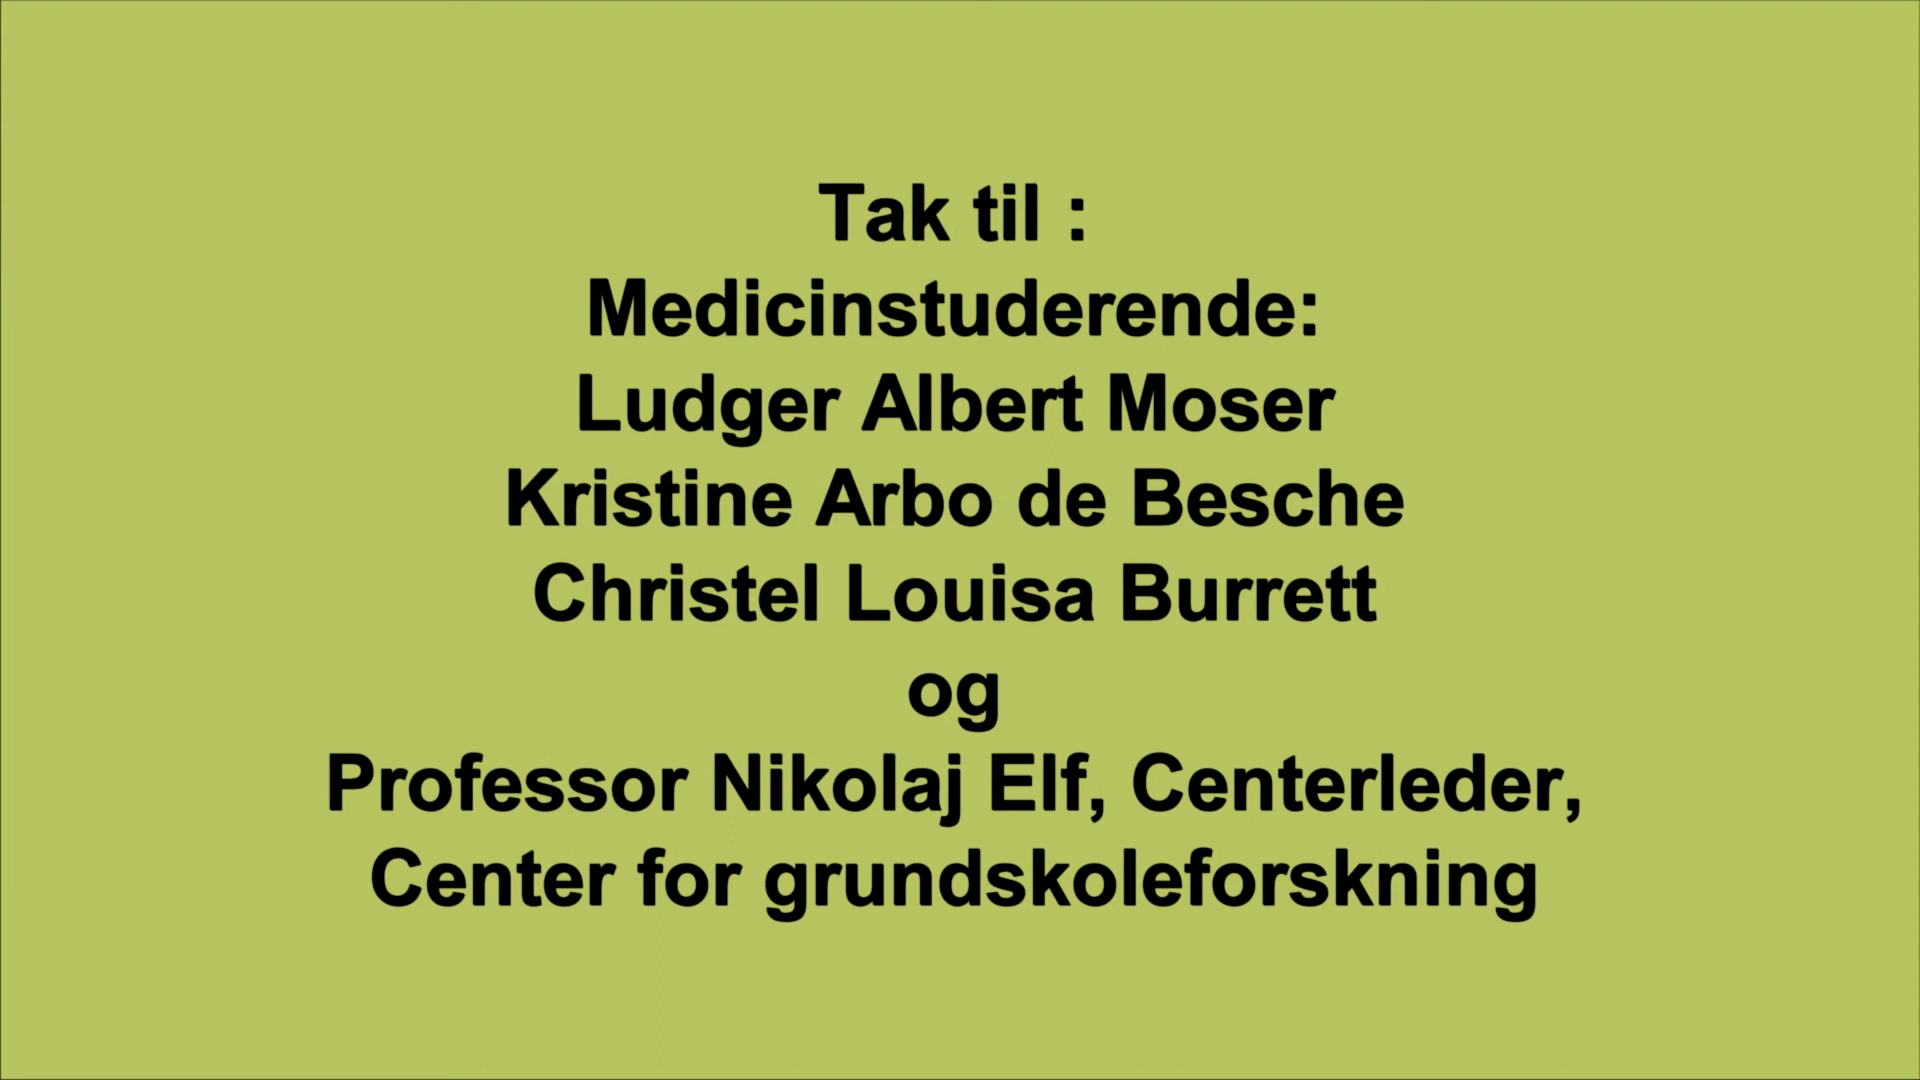 Tak til :
Medicinstuderende:
Ludger Albert Moser
Kristine Arbo de Besche
Christel Louisa Burrett
og
Professor Nikolaj Elf, Centerleder,
Center for grundskoleforskning